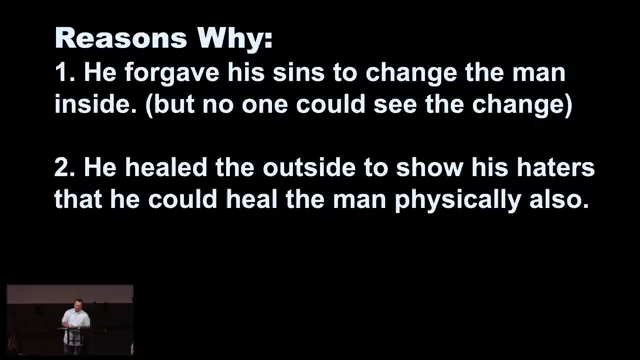 Reasons Why:
1. He forgave his sins to change the man
inside. (but no one could see the change)
2. He healed the outside to show his haters
that he could heal the man physically also.